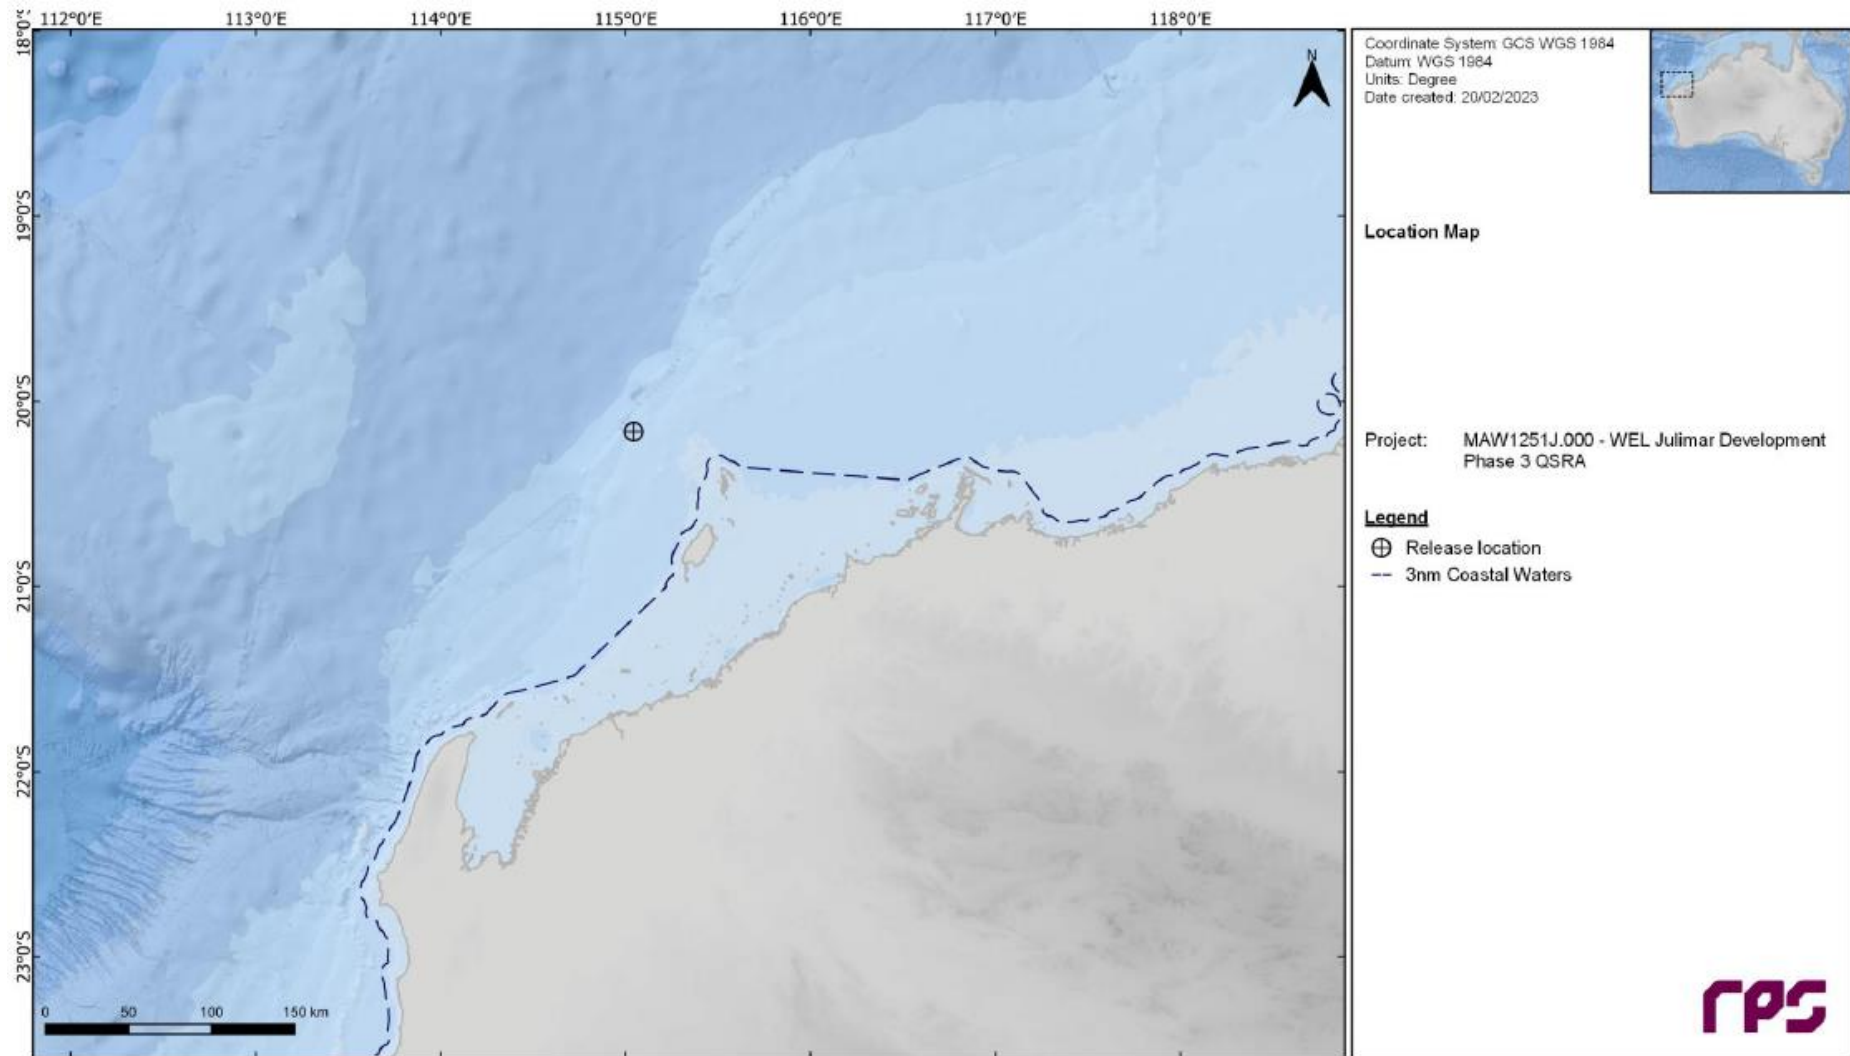 112°0'E 113°0'E 114°0'E 115°0'E 116°0'E 117°0'E 118°0'E
18°0'S
19°0'S
20°0'S
21°0'S
22°0'S
23°0'S
N
0 50 100 150 km
Coordinate System: GCS WGS 1984
Datum: WGS 1984
Units: Degree
Date created: 20/02/2023
Location Map
Project: MAW1251J.000 - WEL Julimar Development
Phase 3 QSRA
Legend
Release location
3nm Coastal Waters
rps